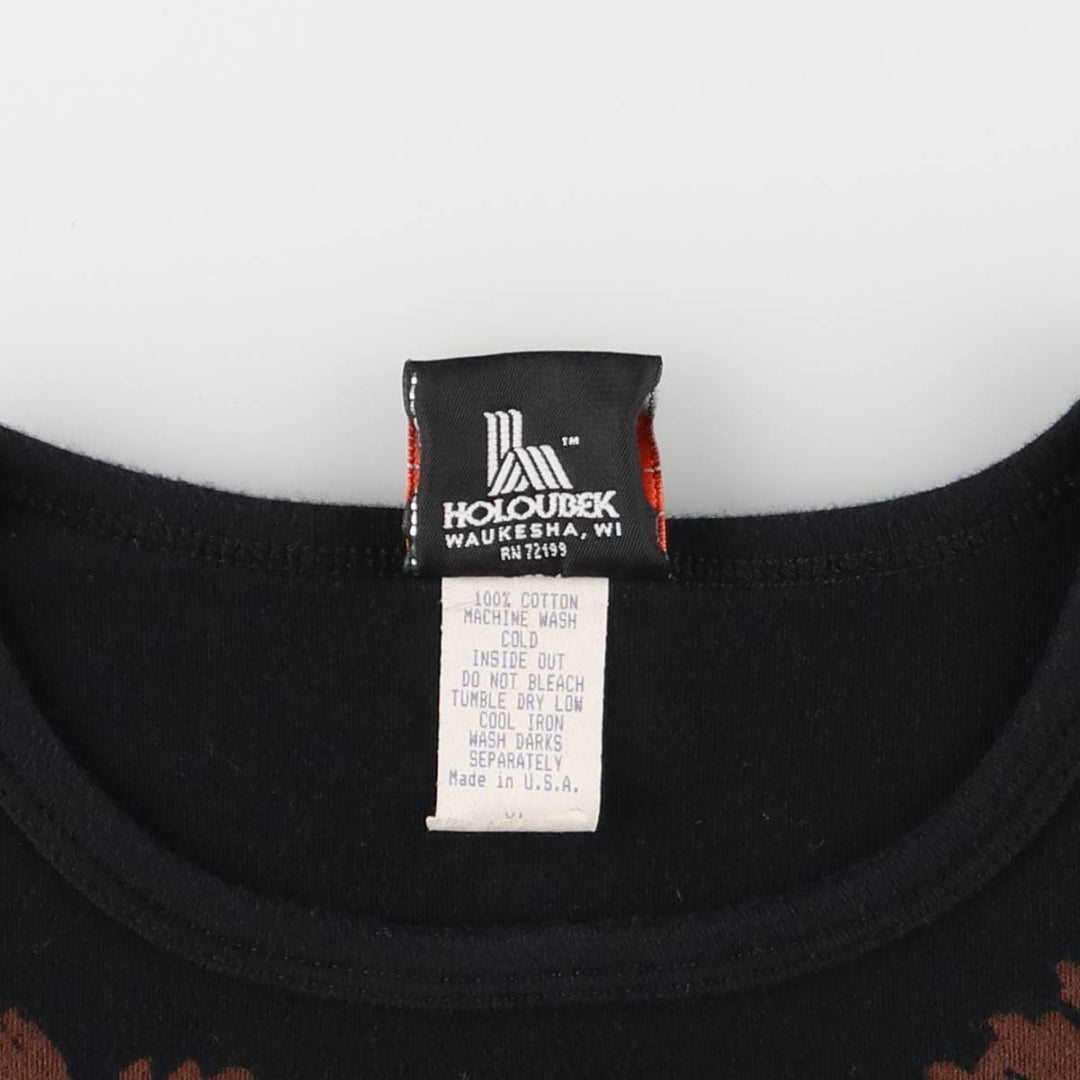 TM
HOLOUBEK
WAUKESHA, WI
RN 72199
100% COTTON
MACHINE WASH
COLD
INSIDE OUT
DO NOT BLEACH
TUMBLE DRY LOW
COOL IRON
WASH DARKS
SEPARATELY
Made in U.S.A.